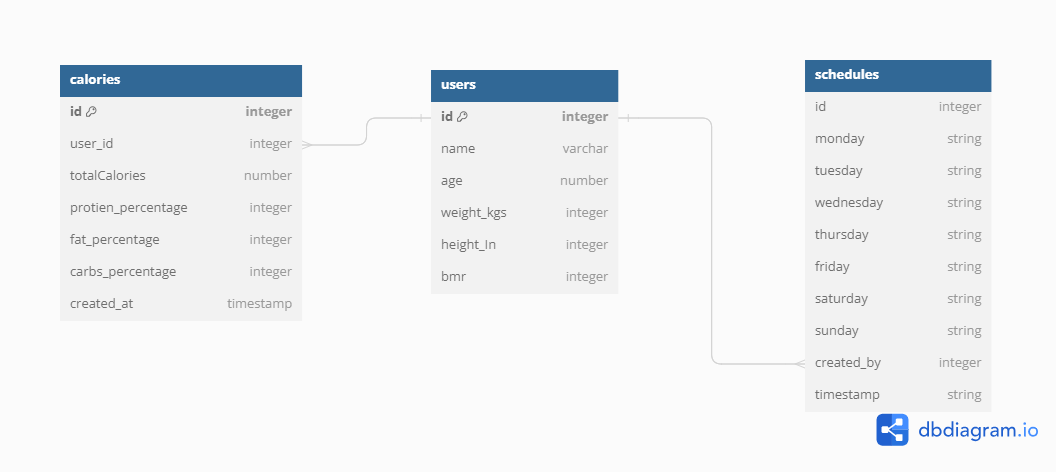 calories
id integer
user_id integer
totalCalories number
protien_percentage integer
fat_percentage integer
carbs_percentage integer
created_at timestamp
users
id integer
name varchar
age number
weight_kgs integer
height_In integer
bmr integer
schedules
id integer
monday string
tuesday string
wednesday string
thursday string
friday string
saturday string
sunday string
created_by integer
timestamp string
dbdiagram.io